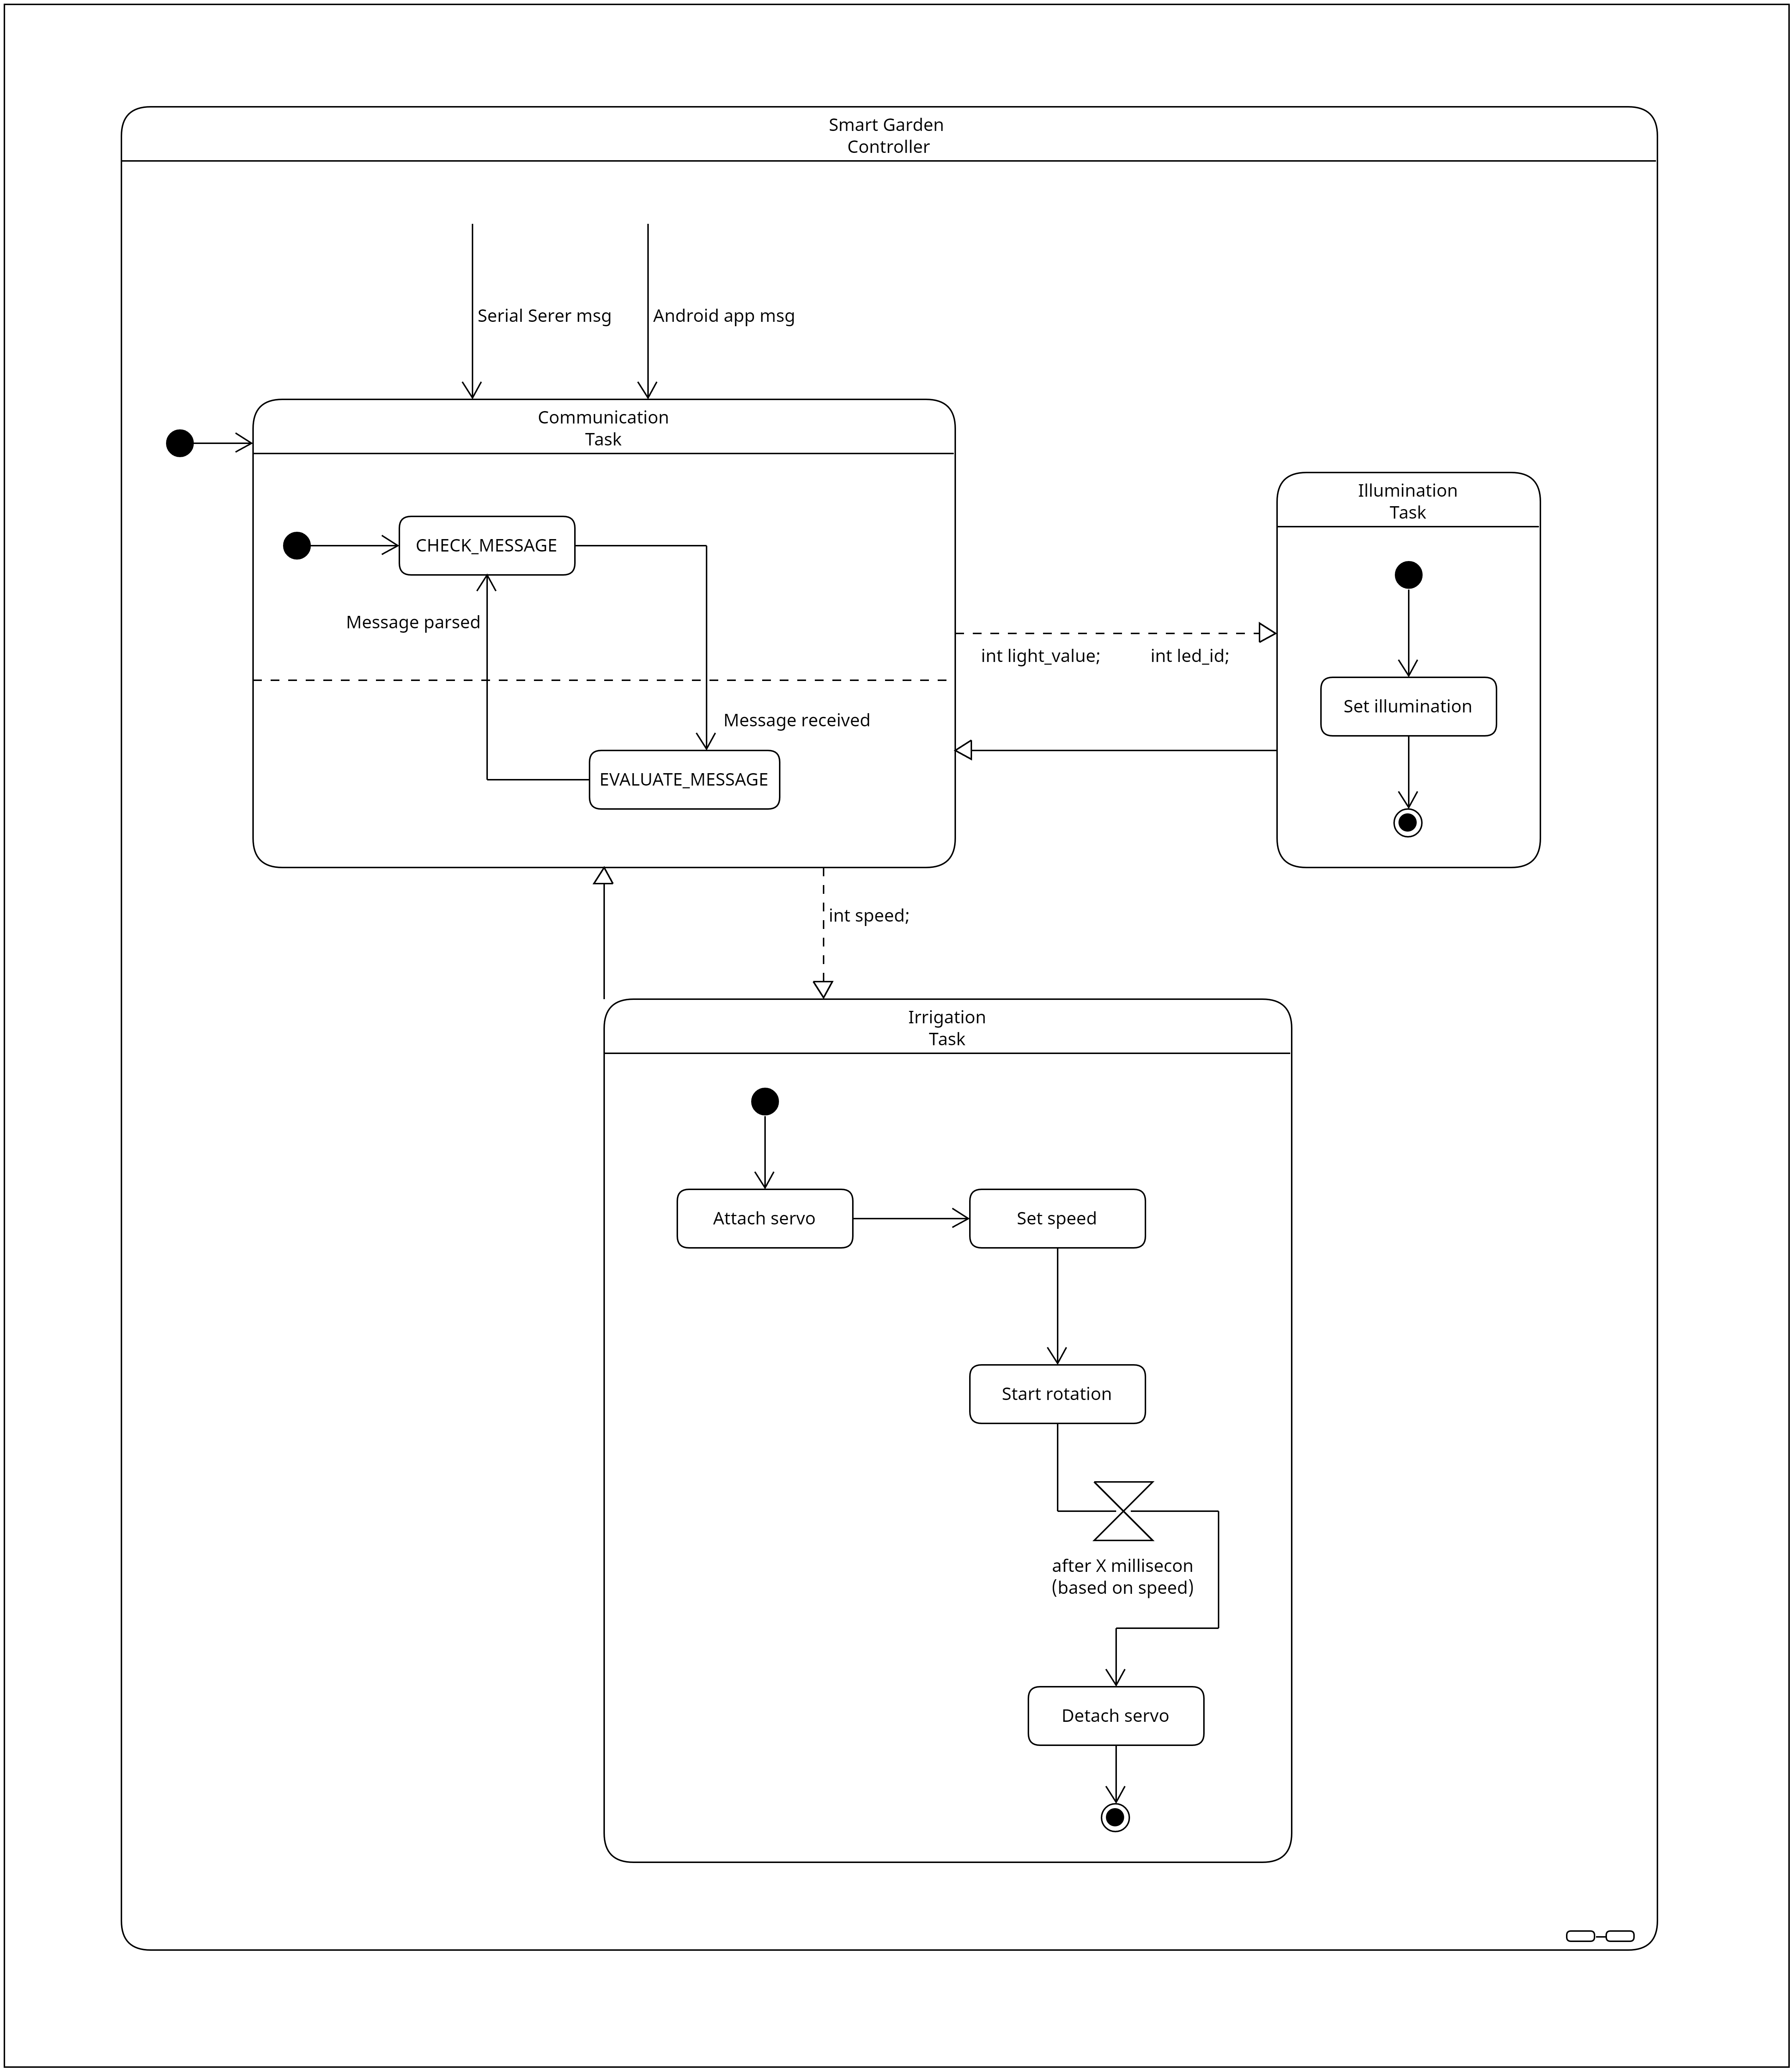 Smart Garden
Controller
Serial Serer msg
Android app msg
Communication
Task
CHECK_MESSAGE
Message parsed
Message received
EVALUATE_MESSAGE
int light_value;
int led_id;
Illumination
Task
Set illumination
int speed;
Irrigation
Task
Attach servo
Set speed
Start rotation
after X millisecon
(based on speed)
Detach servo